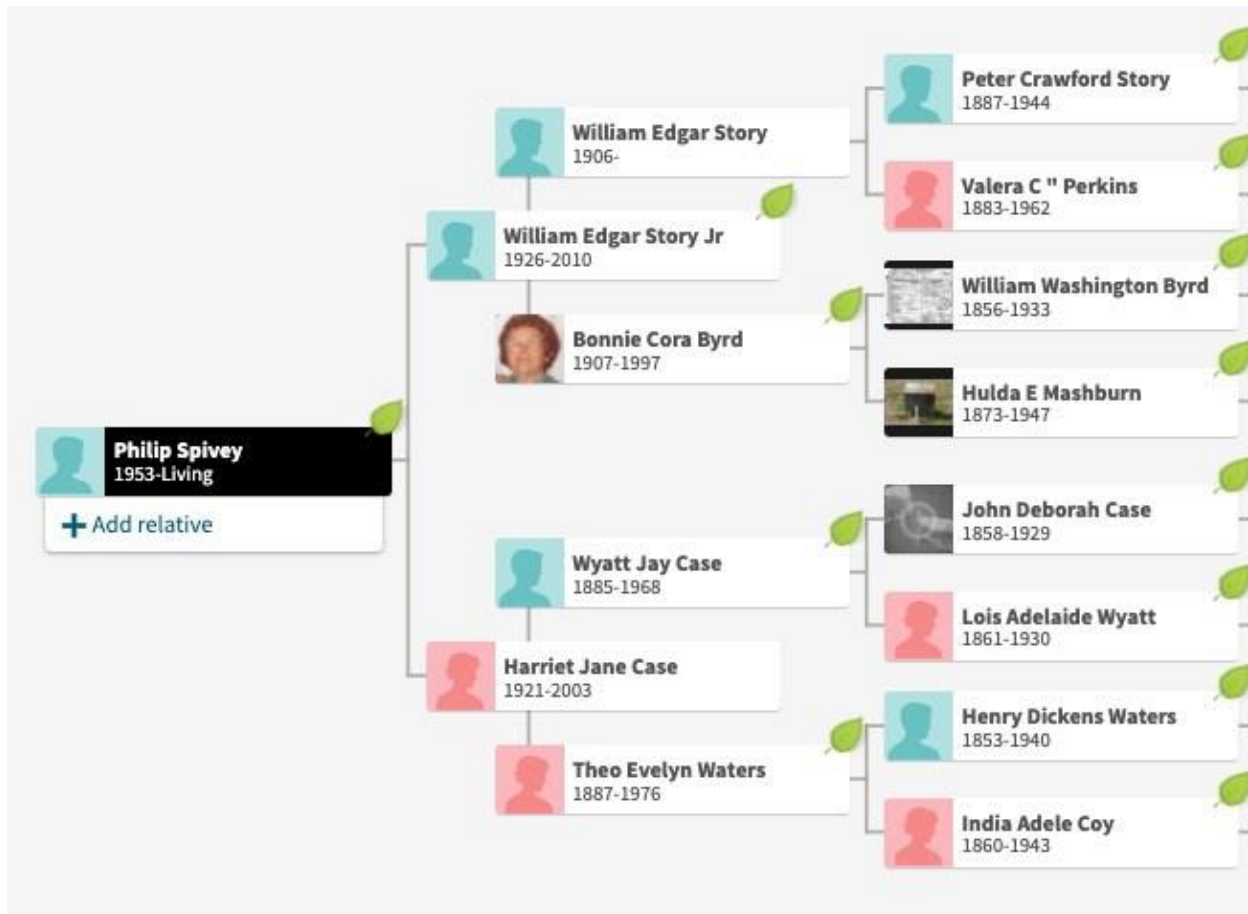 Peter Crawford Story
1887-1944
William Edgar Story
1906-
Valera C " Perkins
1883-1962
William Edgar Story Jr
1926-2010
William Washington Byrd
1856-1933
Bonnie Cora Byrd
1907-1997
Hulda E Mashburn
1873-1947
Philip Spivey
1953-Living
Add relative
John Deborah Case
1858-1929
Wyatt Jay Case
1885-1968
Lois Adelaide Wyatt
1861-1930
Harriet Jane Case
1921-2003
Henry Dickens Waters
1853-1940
Theo Evelyn Waters
1887-1976
India Adele Coy
1860-1943